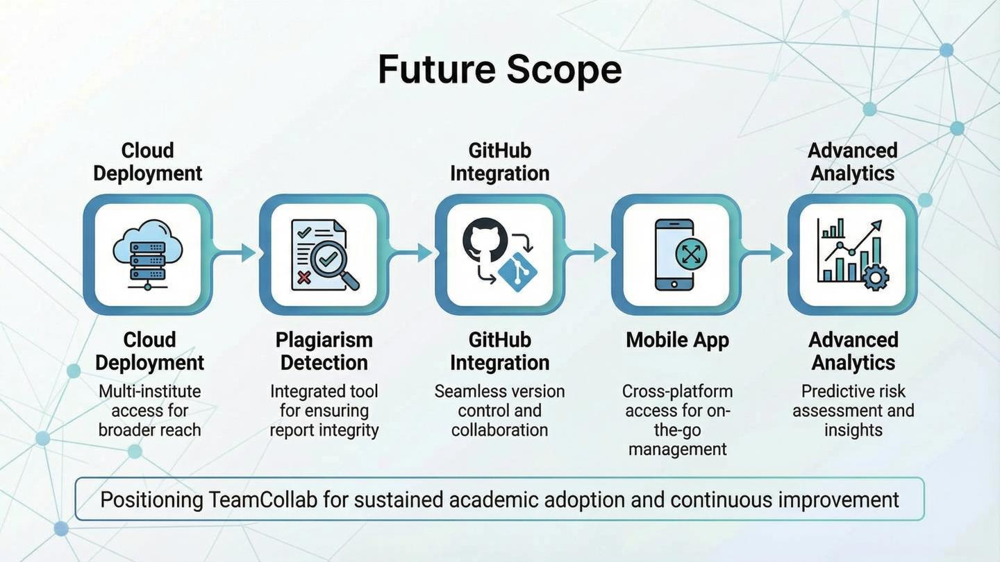 Future Scope
Cloud
Deployment
GitHub
Integration
Advanced
Analytics
Cloud
Deployment
Multi-institute
access for
broader reach
Plagiarism
Detection
Integrated tool
for ensuring
report integrity
GitHub
Integration
Seamless version
control and
collaboration
Mobile App
Cross-platform
access for on-
the-go
management
Advanced
Analytics
Predictive risk
assessment and
insights
Positioning TeamCollab for sustained academic adoption and continuous improvement